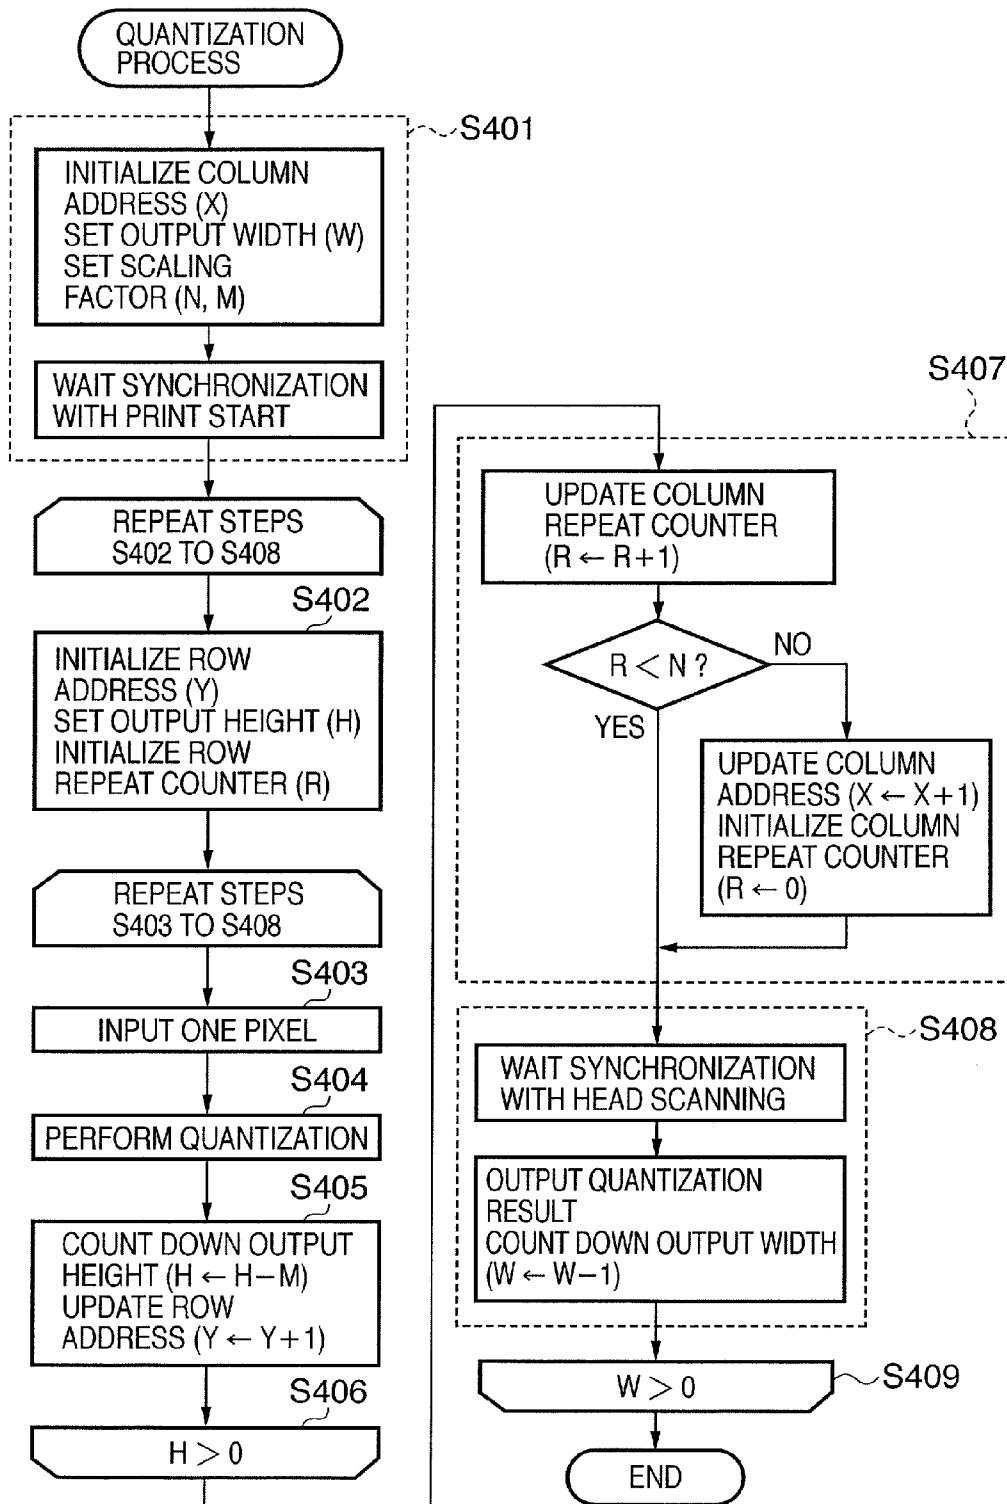 QUANTIZATION
PROCESS
S401
INITIALIZE COLUMN
ADDRESS (X)
SET OUTPUT WIDTH (W)
SET SCALING
FACTOR (N, M)
WAIT SYNCHRONIZATION
WITH PRINT START
REPEAT STEPS
S402 TO S408
S402
INITIALIZE ROW
ADDRESS (Y)
SET OUTPUT HEIGHT (H)
INITIALIZE ROW
REPEAT COUNTER (R)
REPEAT STEPS
S403 TO S408
S403
INPUT ONE PIXEL
S404
PERFORM QUANTIZATION
S405
COUNT DOWN OUTPUT
HEIGHT (H ← H−M)
UPDATE ROW
ADDRESS (Y ← Y+1)
S406
H > 0
S407
UPDATE COLUMN
REPEAT COUNTER
(R ← R+1)
R < N ?
NO
YES
UPDATE COLUMN
ADDRESS (X ← X+1)
INITIALIZE COLUMN
REPEAT COUNTER
(R ← 0)
S408
WAIT SYNCHRONIZATION
WITH HEAD SCANNING
OUTPUT QUANTIZATION
RESULT
COUNT DOWN OUTPUT WIDTH
(W ← W−1)
W > 0
S409
END